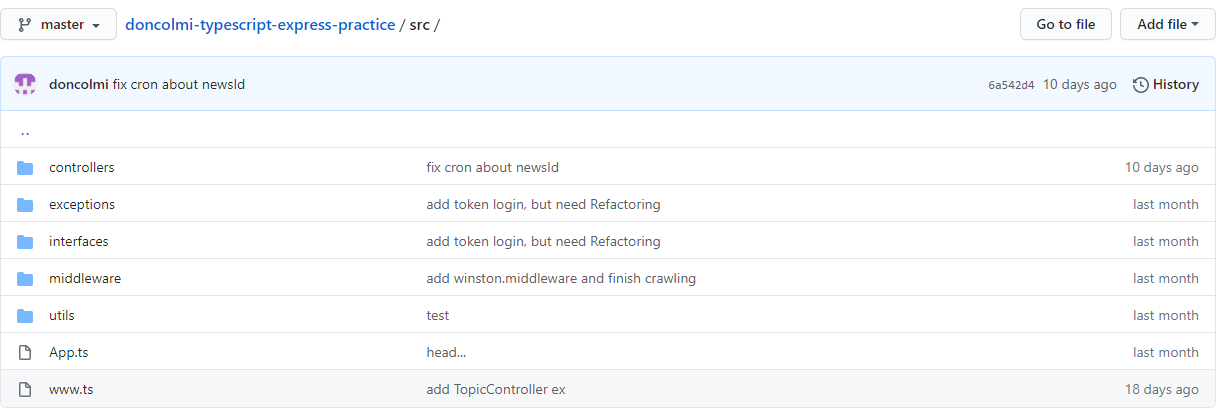 master doncolmi-typescript-express-practice / src / Go to file Add file
doncolmi fix cron about newsId 6a542d4 10 days ago History
..
controllers fix cron about newsId 10 days ago
exceptions add token login, but need Refactoring last month
interfaces add token login, but need Refactoring last month
middleware add winston.middleware and finish crawling last month
utils test last month
App.ts head... last month
www.ts add TopicController ex 18 days ago